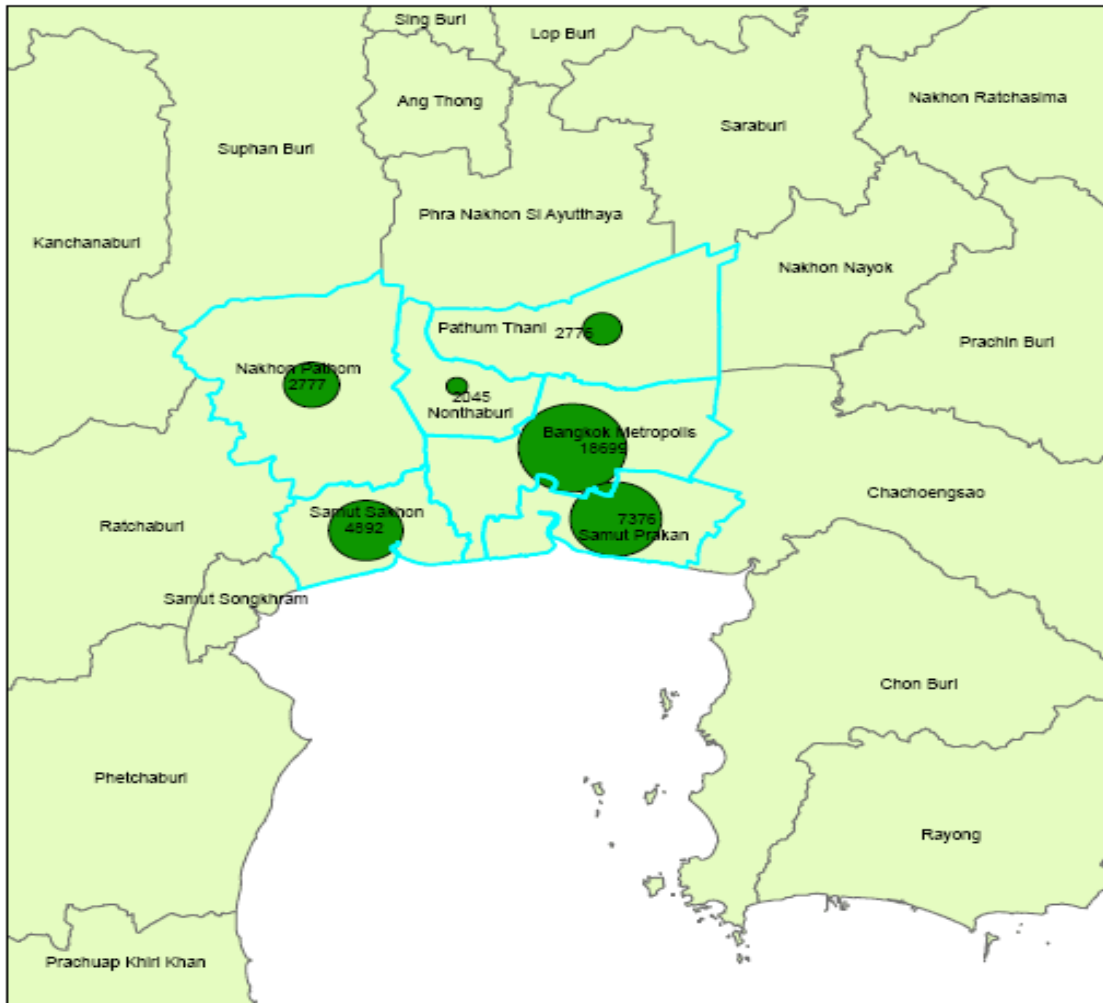 Sing Buri
Lop Buri
Ang Thong
Nakhon Ratchasima
Saraburi
Suphan Buri
Phra Nakhon Si Ayutthaya
Kanchanaburi
Nakhon Nayok
Pathum Thani
2776
Prachin Buri
Nakhon Pathom
2777
2045
Nonthaburi
Bangkok Metropolis
18699
Chachoengsao
Samut Sakhon
4892
Ratchaburi
7376
Samut Prakan
Samut Songkhram
Chon Buri
Phetchaburi
Rayong
Prachuap Khiri Khan